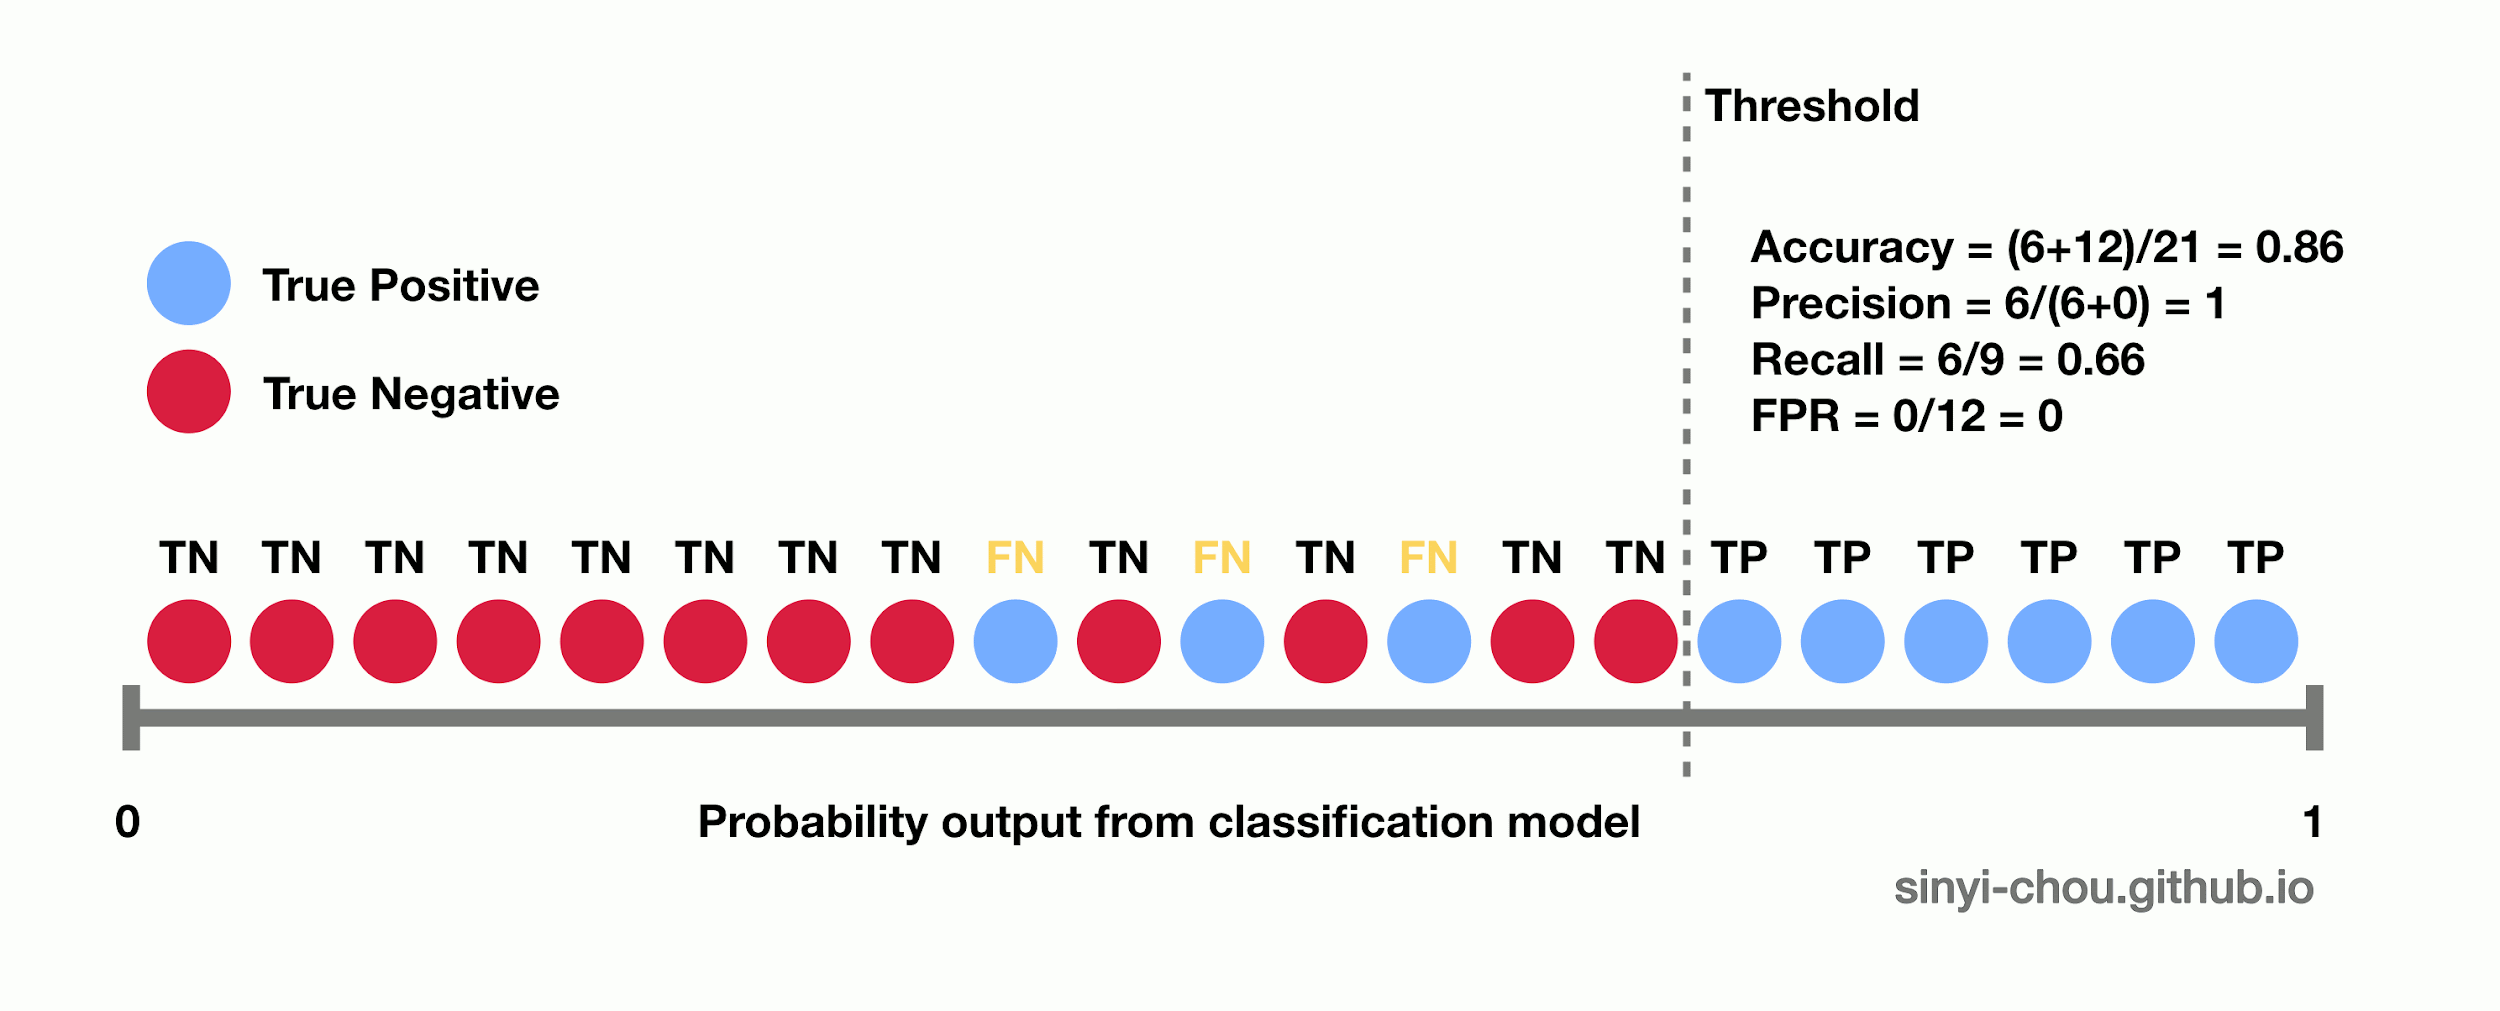 Threshold
True Positive
True Negative
Accuracy = (6+12)/21 = 0.86
Precision = 6/(6+0) = 1
Recall = 6/9 = 0.66
FPR = 0/12 = 0
TN TN TN TN TN TN TN TN FN TN FN TN FN TN TN TP TP TP TP TP TP
0 Probability output from classification model 1
sinyi-chou.github.io